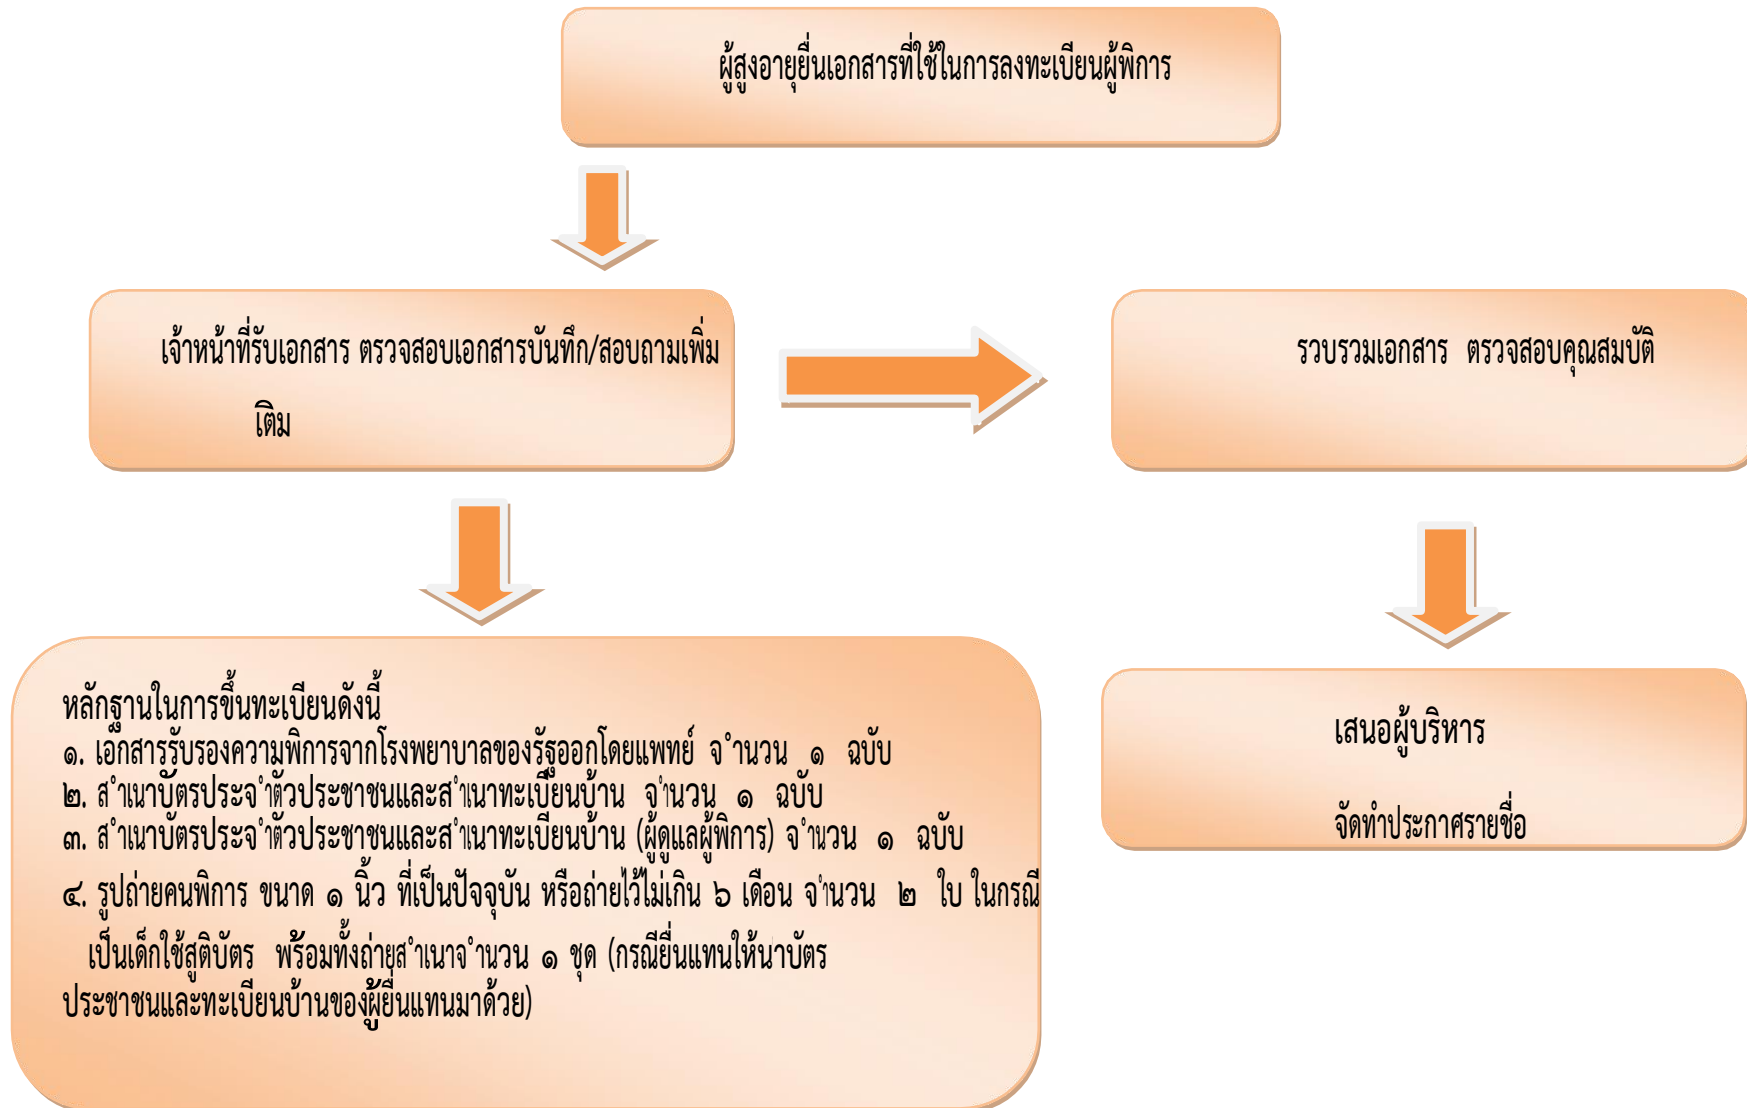 ผู้สูงอายุยื่นเอกสารที่ใช้ในการลงทะเบียนผู้พิการ
เจ้าหน้าที่รับเอกสาร ตรวจสอบเอกสารบันทึก/สอบถามเพิ่ม
เติม
รวบรวมเอกสาร ตรวจสอบคุณสมบัติ
หลักฐานในการขึ้นทะเบียนดังนี้
๑. เอกสารรับรองความพิการจากโรงพยาบาลของรัฐออกโดยแพทย์ จำนวน ๑ ฉบับ
๒. สำเนาบัตรประจำตัวประชาชนและสำเนาทะเบียนบ้าน จำนวน ๑ ฉบับ
๓. สำเนาบัตรประจำตัวประชาชนและสำเนาทะเบียนบ้าน (ผู้ดูแลผู้พิการ) จำนวน ๑ ฉบับ
๔. รูปถ่ายคนพิการ ขนาด ๑ นิ้ว ที่เป็นปัจจุบัน หรือถ่ายไว้ไม่เกิน ๖ เดือน จำนวน ๒ ใบ ในกรณี
เป็นเด็กใช้สูติบัตร พร้อมทั้งถ่ายสำเนาจำนวน ๑ ชุด (กรณียื่นแทนให้นาบัตร
ประชาชนและทะเบียนบ้านของผู้ยื่นแทนมาด้วย)
เสนอผู้บริหาร
จัดทำประกาศรายชื่อ